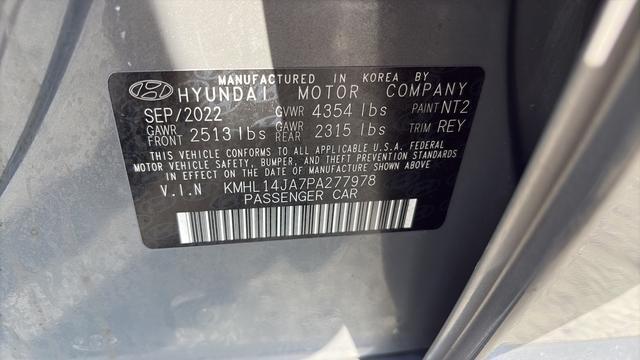 MANUFACTURED IN KOREA BY
HYUNDAI MOTOR COMPANY
SEP/2022 GVWR 4354 lbs PAINT NT2
GAWR FRONT 2513 lbs GAWR REAR 2315 lbs TRIM REY
THIS VEHICLE CONFORMS TO ALL APPLICABLE U.S.A. FEDERAL
MOTOR VEHICLE SAFETY, BUMPER, AND THEFT PREVENTION STANDARDS
IN EFFECT ON THE DATE OF MANUFACTURE SHOWN ABOVE
V.I.N KMHL14JA7PA277978
PASSENGER CAR